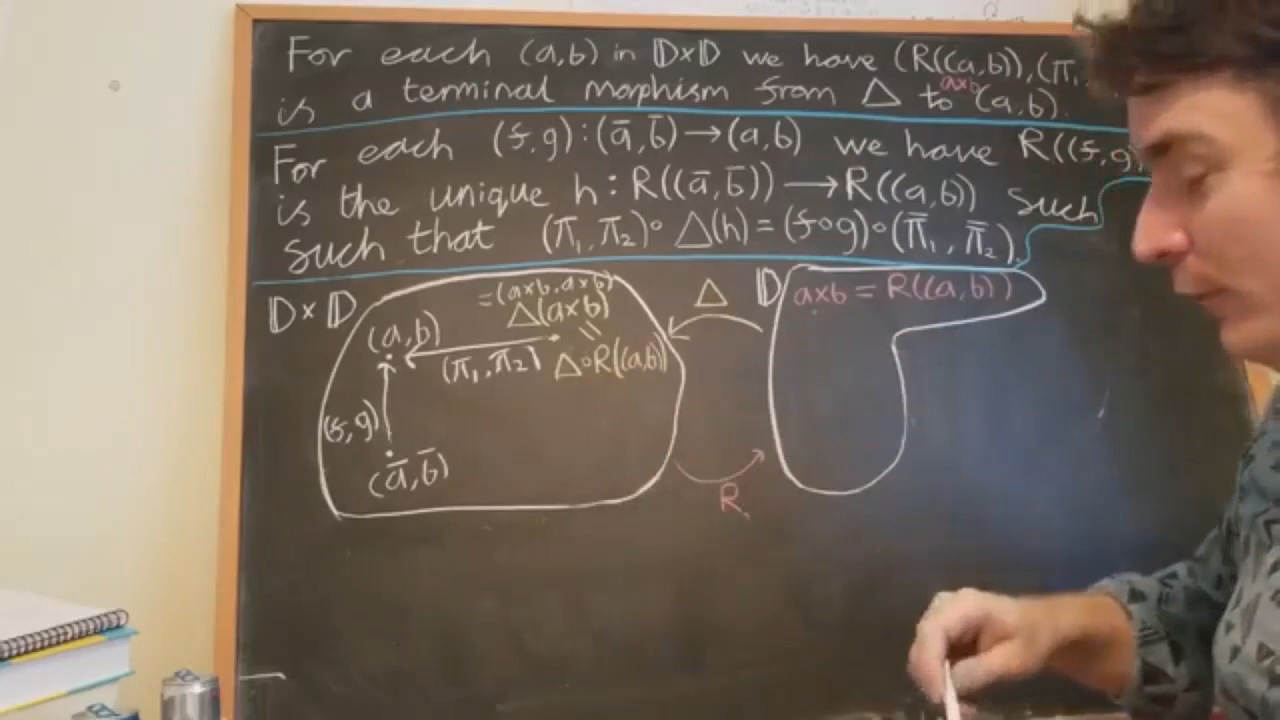 For each (a,b) in 𝔻×𝔻 we have (R((a,b)),(π₁,
is a terminal morphism from △ to (a,b).
a×b
For each (f,g):(ā,b̄)→(a,b) we have R((f,g)
is the unique h: R((ā,b̄))→R((a,b)) such
such that (π₁,π₂)∘△(h)=(f∘g)∘(π̄₁,π̄₂).
𝔻×𝔻
=(a×b,a×b)
△(a×b)
=
△∘R((a,b))
(a,b)
(π₁,π₂)
(f,g)
(ā,b̄)
△
R
𝔻
a×b = R((a,b))